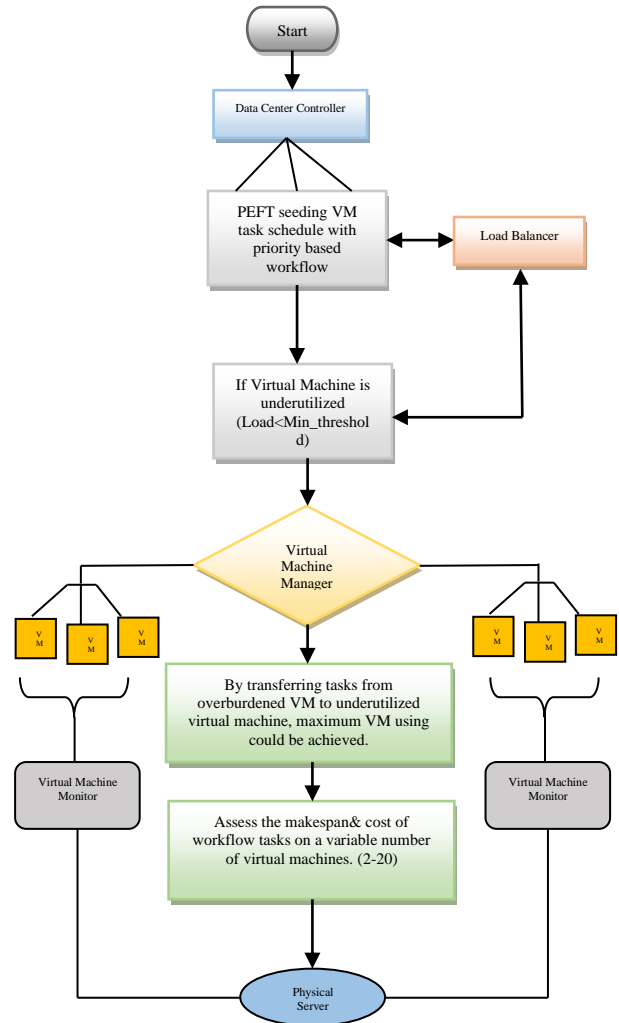 Start
Data Center Controller
PEFT seeding VM
task schedule with
priority based
workflow
Load Balancer
If Virtual Machine is
underutilized
(Load<Min_threshol
d)
Virtual
Machine
Manager
V
M
V
M
V
M
V
M
V
M
V
M
By transferring tasks from
overburdened VM to underutilized
virtual machine, maximum VM using
could be achieved.
Virtual Machine
Monitor
Virtual Machine
Monitor
Assess the makespan& cost of
workflow tasks on a variable number
of virtual machines. (2-20)
Physical
Server